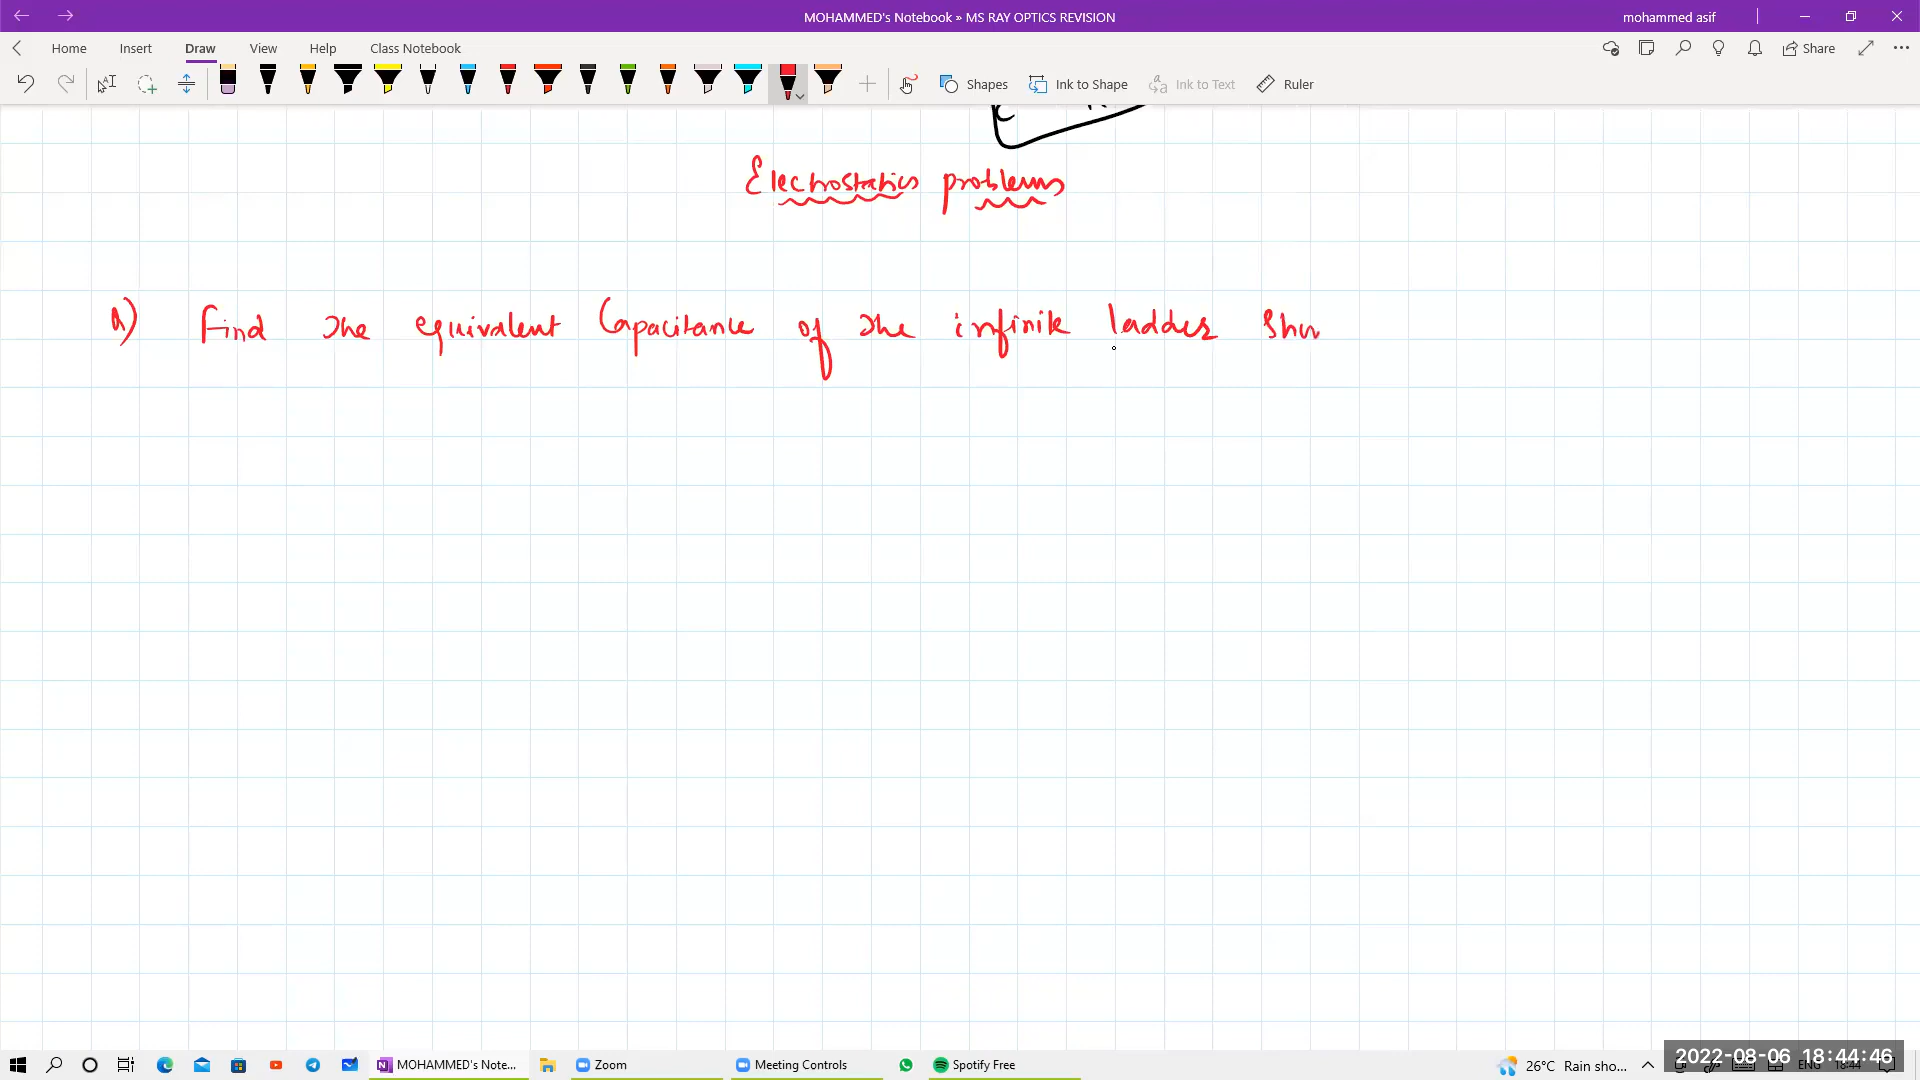 MOHAMMED's Notebook » MS RAY OPTICS REVISION
mohammed asif
Home Insert Draw View Help Class Notebook
Share
Shapes Ink to Shape Ink to Text Ruler
Electrostatics problems
Q) Find the equivalent Capacitance of the infinite ladder Sho
MOHAMMED's Note... Zoom Meeting Controls Spotify Free
26°C Rain sho...
2022-08-06 18:44:46